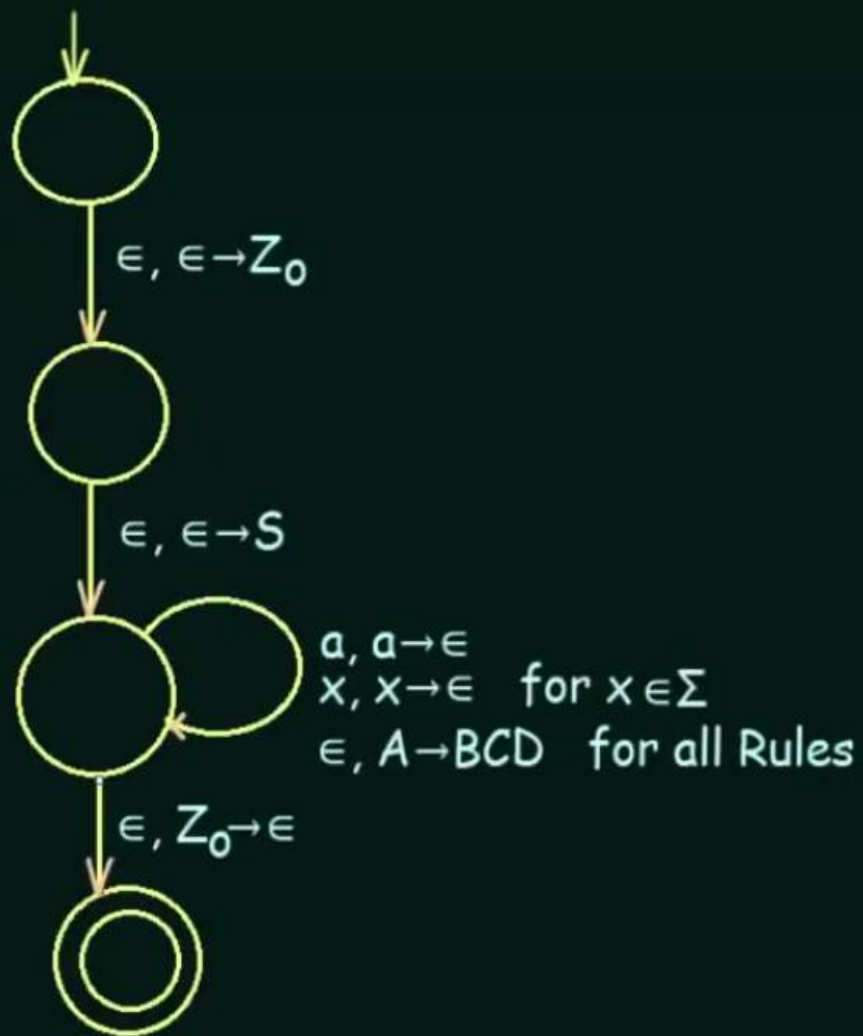 ∈, ∈→Z₀
∈, ∈→S
a, a→∈
x, x→∈ for x∈Σ
∈, A→BCD for all Rules
∈, Z₀→∈